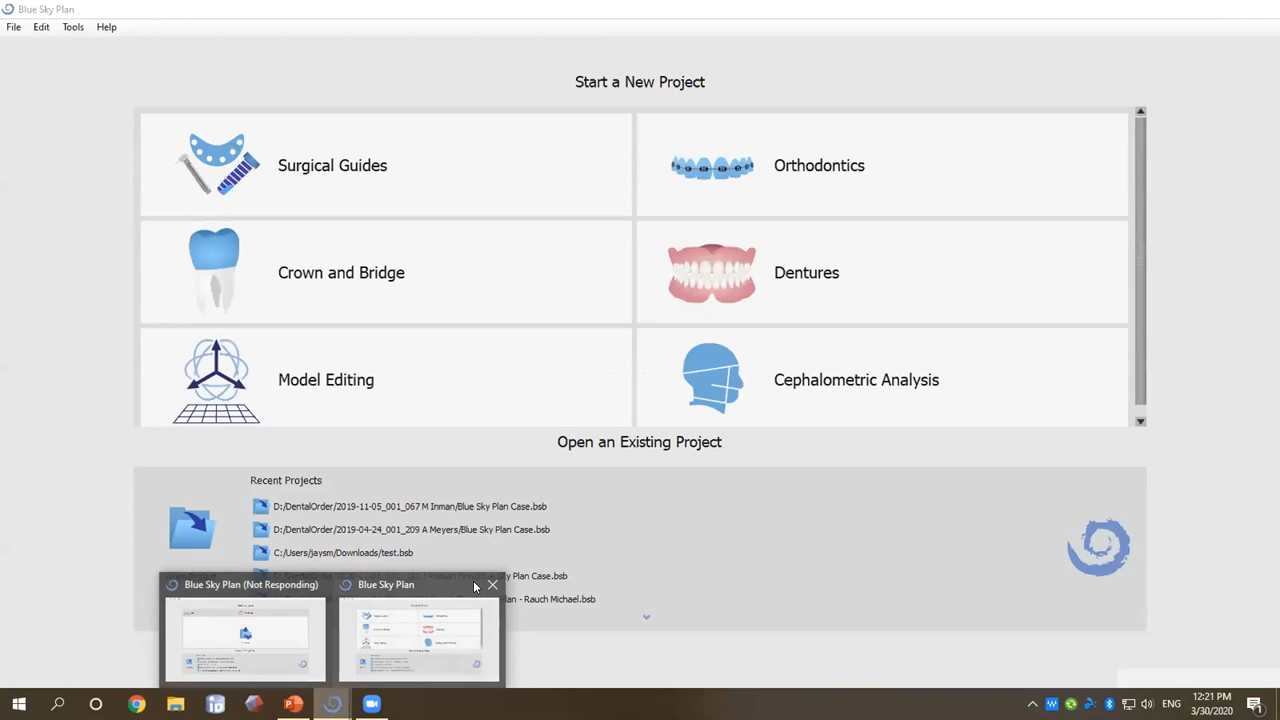 Blue Sky Plan
File Edit Tools Help
Start a New Project
Surgical Guides
Orthodontics
Crown and Bridge
Dentures
Model Editing
Cephalometric Analysis
Open an Existing Project
Recent Projects
D:/DentalOrder/2019-11-05_001_067 M Inman/Blue Sky Plan Case.bsb
D:/DentalOrder/2019-04-24_001_209 A Meyers/Blue Sky Plan Case.bsb
C:/Users/jaysm/Downloads/test.bsb
Plan Case.bsb
Rauch Michael.bsb
Blue Sky Plan (Not Responding)
Blue Sky Plan
ENG
12:21 PM
3/30/2020